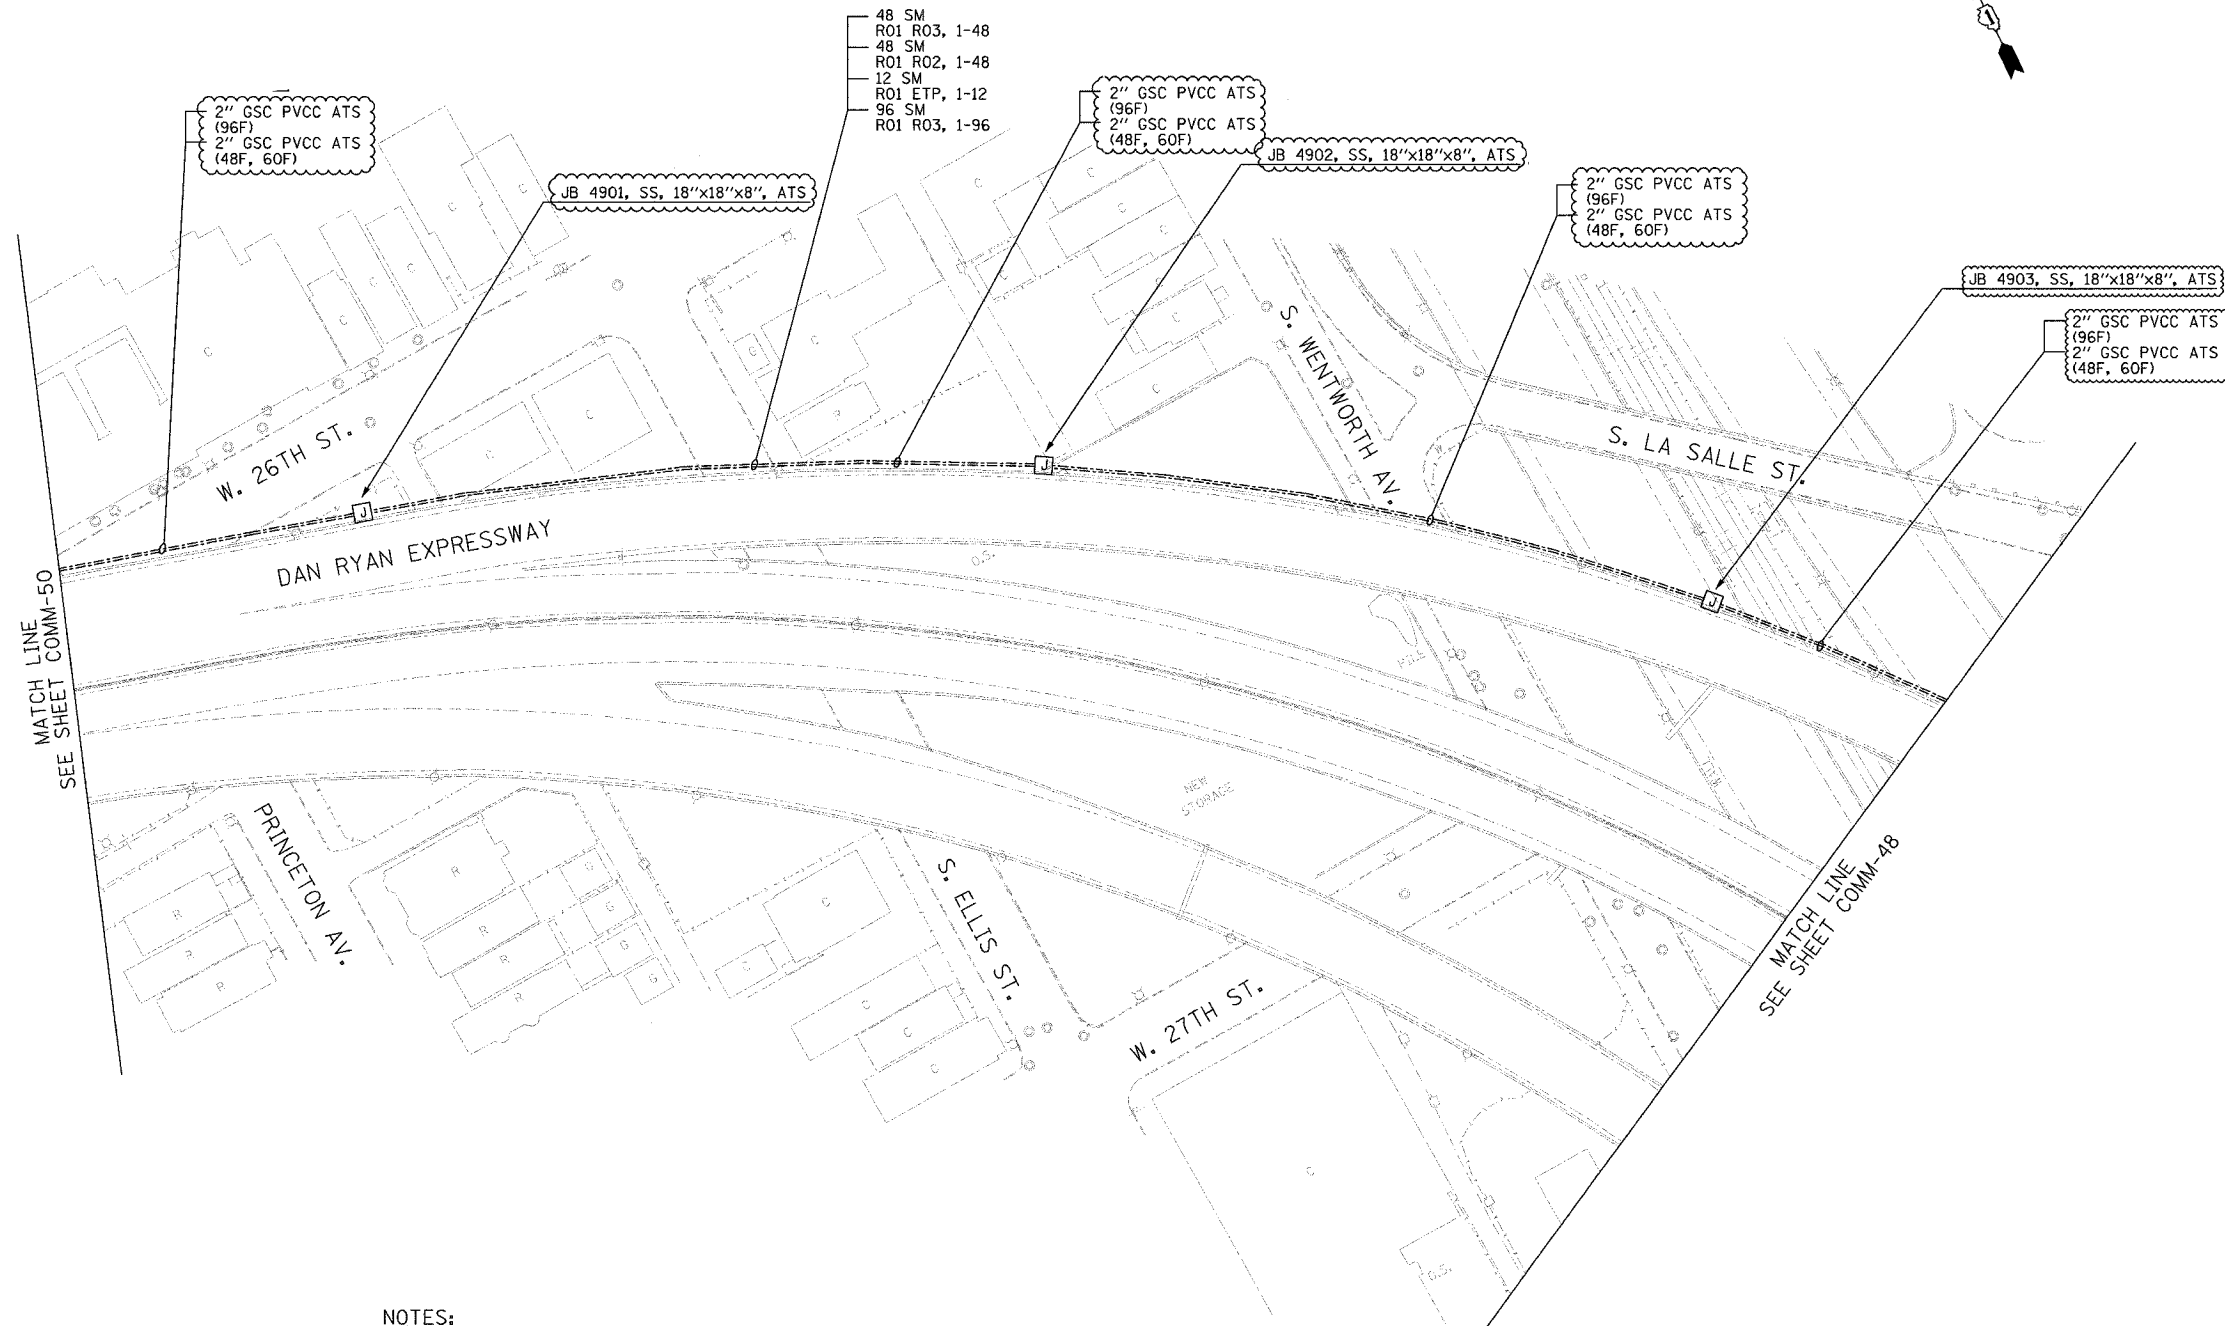 48 SM
R01 R03, 1-48
48 SM
R01 R02, 1-48
12 SM
R01 ETP, 1-12
96 SM
R01 R03, 1-96
1
2" GSC PVCC ATS
(96F)
2" GSC PVCC ATS
(48F, 60F)
JB 4901, SS, 18"x18"x8", ATS
2" GSC PVCC ATS
(96F)
2" GSC PVCC ATS
(48F, 60F)
JB 4902, SS, 18"x18"x8", ATS
2" GSC PVCC ATS
(96F)
2" GSC PVCC ATS
(48F, 60F)
JB 4903, SS, 18"x18"x8", ATS
2" GSC PVCC ATS
(96F)
2" GSC PVCC ATS
(48F, 60F)
W. 26TH ST.
S. WENTWORTH AV.
S. LA SALLE ST.
J
J
J
DAN RYAN EXPRESSWAY
O.S.
MATCH LINE
SEE SHEET COMM-50
PILE
NEW
STORAGE
PRINCETON AV.
S. ELLIS ST.
W. 27TH ST.
MATCH LINE
SEE SHEET COMM-48
C
C
C
C
C
C
C
C
G
C
R
C
C
C
C
C
C
C
R
R
R
R
R
R
G
G
G
G
C
C
C
C
C
C
O.S.
NOTES: